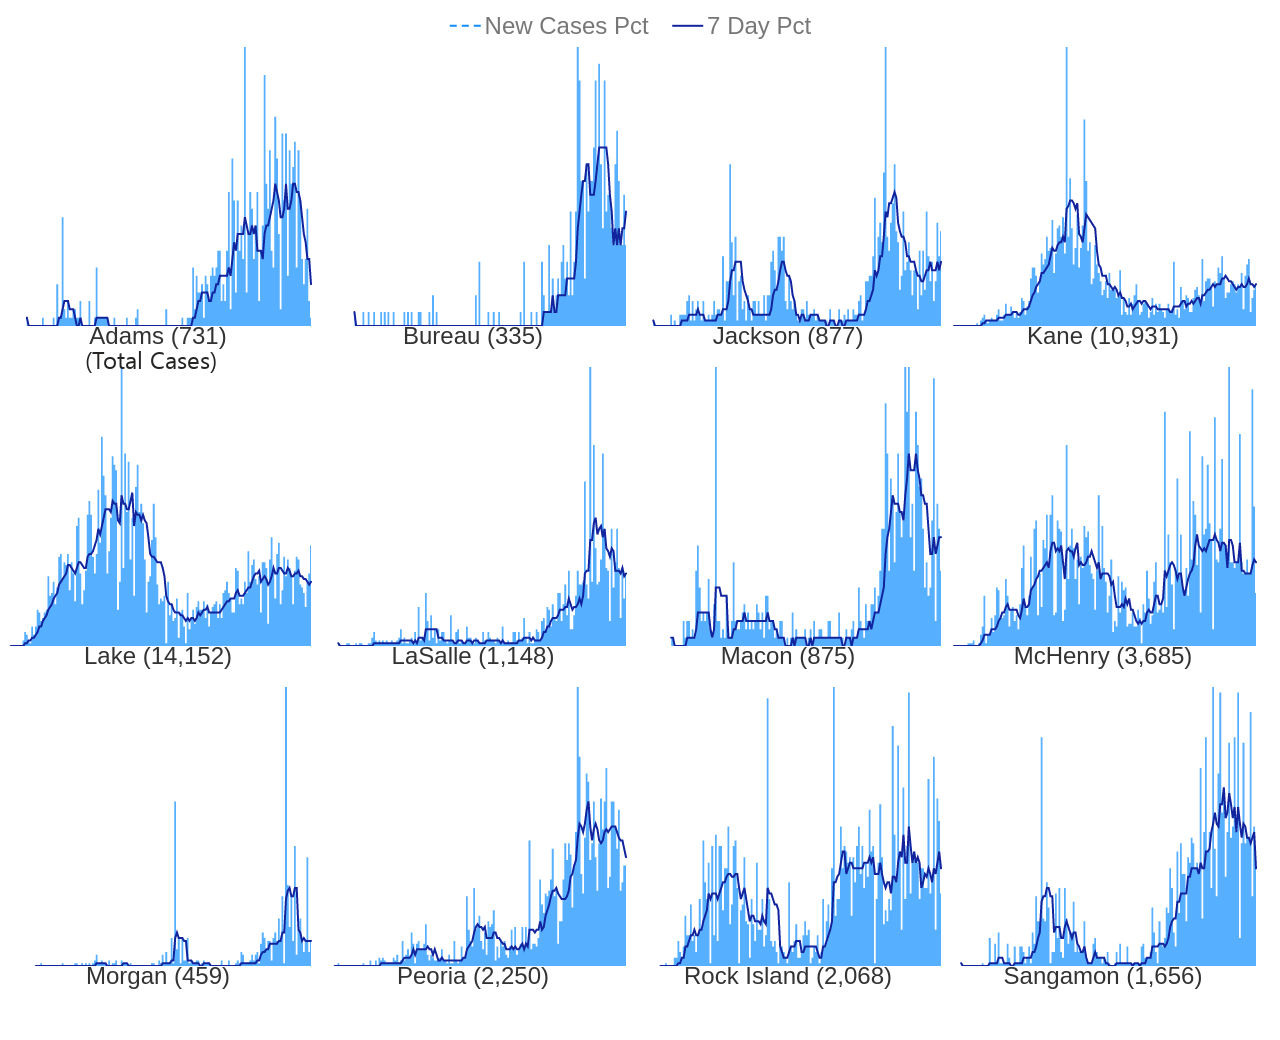 New Cases Pct 7 Day Pct
Adams (731) Bureau (335) Jackson (877) Kane (10,931)
(Total Cases)
Lake (14,152) LaSalle (1,148) Macon (875) McHenry (3,685)
Morgan (459) Peoria (2,250) Rock Island (2,068) Sangamon (1,656)